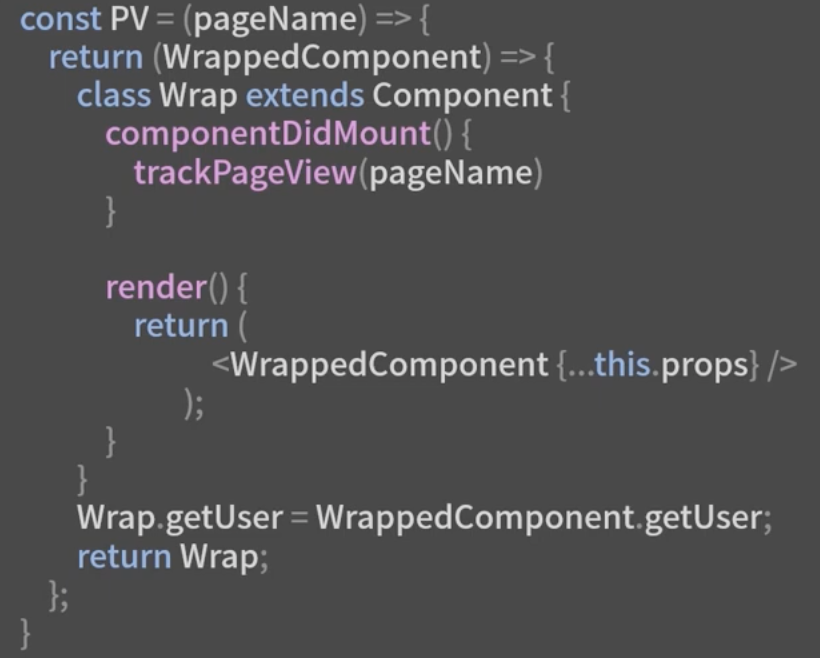 const PV = (pageName) => {
  return (WrappedComponent) => {
    class Wrap extends Component {
      componentDidMount() {
        trackPageView(pageName)
      }

      render() {
        return (
              <WrappedComponent {...this.props} />
            );
      }
    }
    Wrap.getUser = WrappedComponent.getUser;
    return Wrap;
  };
}